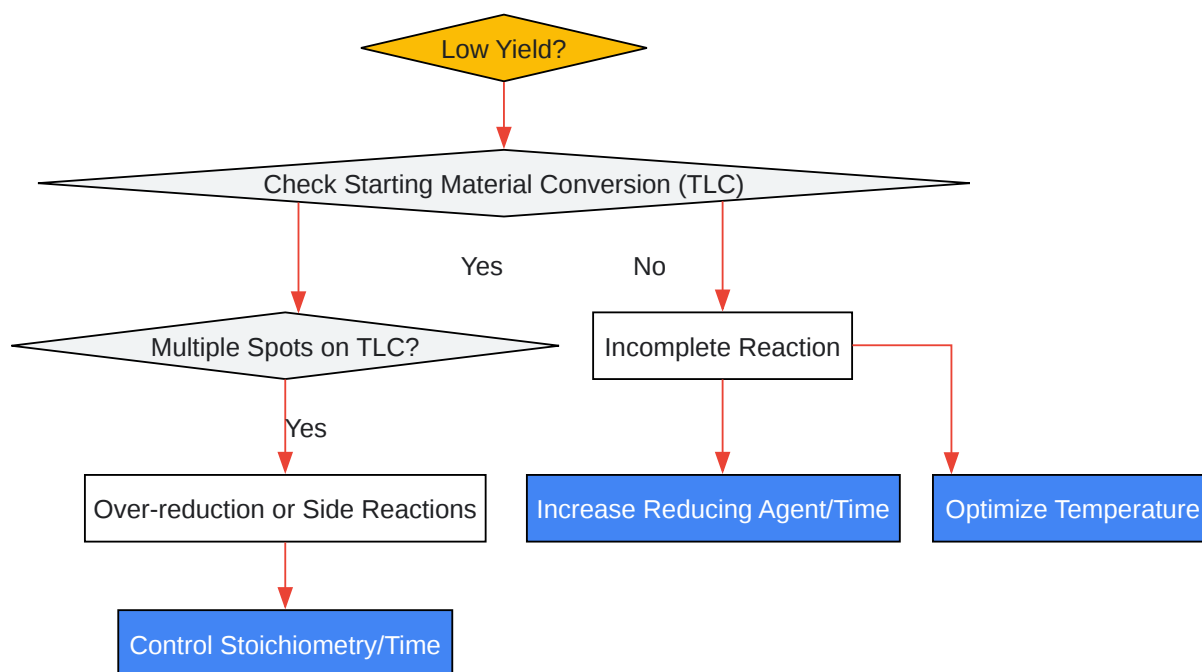 Low Yield?
Check Starting Material Conversion (TLC)
Yes
No
Multiple Spots on TLC?
Incomplete Reaction
Yes
Over-reduction or Side Reactions
Increase Reducing Agent/Time
Optimize Temperature
Control Stoichiometry/Time